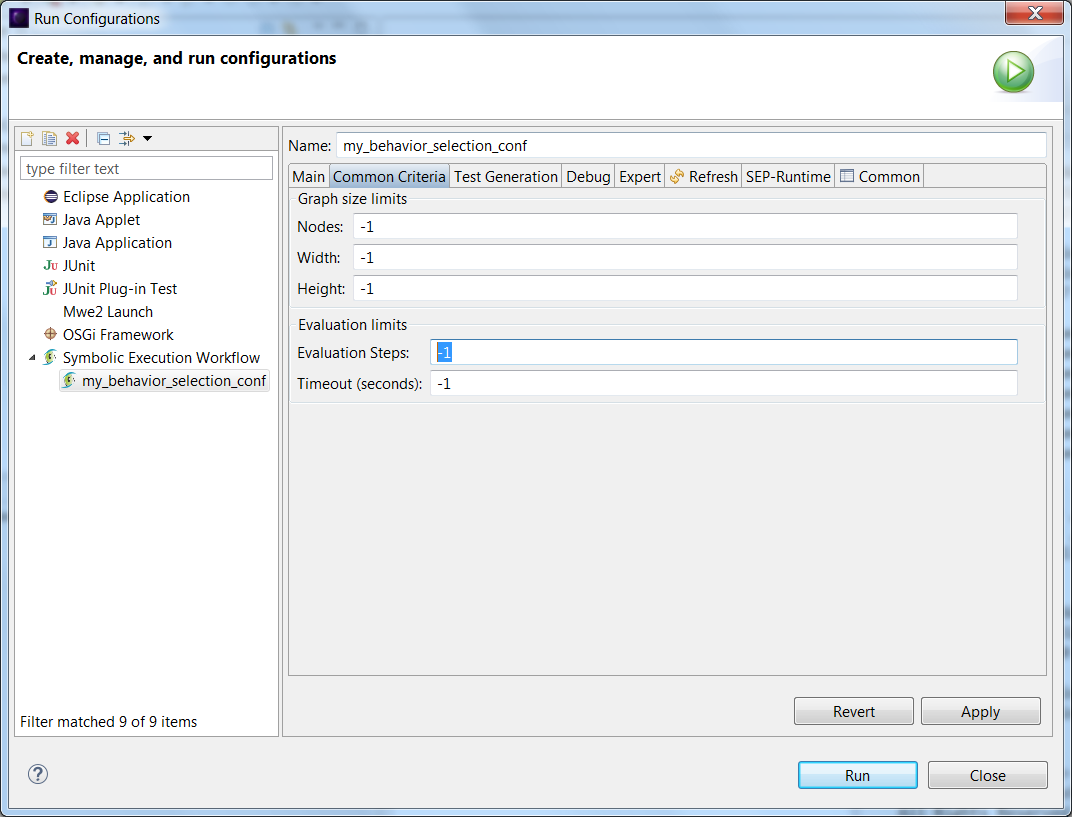 Run Configurations
Create, manage, and run configurations
type filter text
Eclipse Application
Java Applet
Java Application
Ju JUnit
Jü JUnit Plug-in Test
Mwe2 Launch
OSGi Framework
Symbolic Execution Workflow
my_behavior_selection_conf
Filter matched 9 of 9 items
Name: my_behavior_selection_conf
Main Common Criteria Test Generation Debug Expert Refresh SEP-Runtime Common
Graph size limits
Nodes: -1
Width: -1
Height: -1
Evaluation limits
Evaluation Steps: -1
Timeout (seconds): -1
Revert Apply
? Run Close